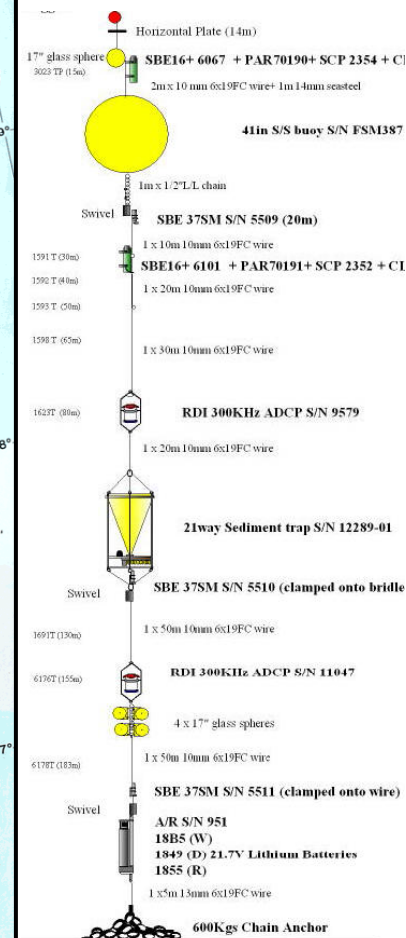 Horizontal Plate (14m)
17" glass sphere
SBE16+ 6067 + PAR70190+ SCP 2354 + CL
3023 TP (15m)
2m x 10 mm 6x19FC wire+ 1m 14mm seasteel
9°
41in S/S buoy S/N FSM387
1m x 1/2"L/L chain
Swivel
SBE 37SM S/N 5509 (20m)
1 x 10m 10mm 6x19FC wire
1591 T (30m)
SBE16+ 6101 + PAR70191+ SCP 2352 + CL
1592 T (40m)
1 x 20m 10mm 6x19FC wire
1593 T (50m)
1598 T (65m)
1 x 30m 10mm 6x19FC wire
1623T (80m)
RDI 300KHz ADCP S/N 9579
8°
1 x 20m 10mm 6x19FC wire
21way Sediment trap S/N 12289-01
SBE 37SM S/N 5510 (clamped onto bridle
Swivel
1691T (130m)
1 x 50m 10mm 6x19FC wire
6176T (155m)
RDI 300KHz ADCP S/N 11047
4 x 17" glass spheres
7°
1 x 50m 10mm 6x19FC wire
6178T (183m)
SBE 37SM S/N 5511 (clamped onto wire)
Swivel
A/R S/N 951
18B5 (W)
1849 (D) 21.7V Lithium Batteries
1855 (R)
1 x5m 13mm 6x19FC wire
600Kgs Chain Anchor